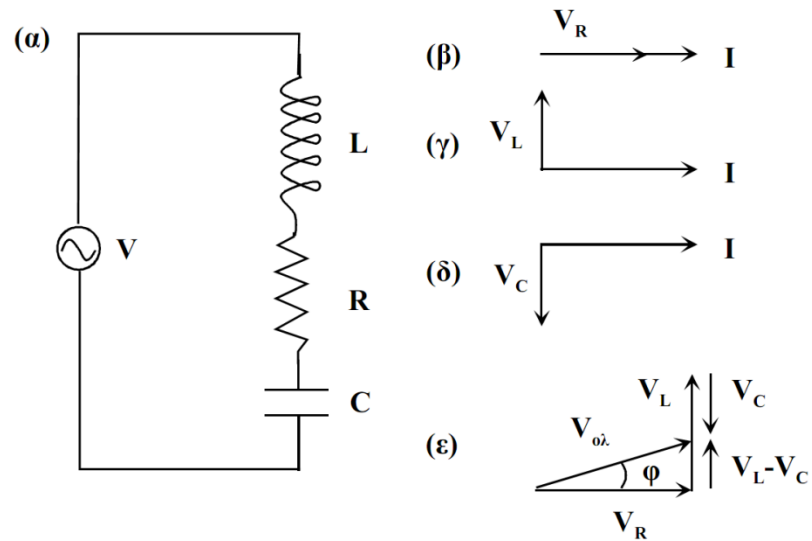 (α)
L
V
R
C
(β) V_R I
(γ) V_L I
(δ) V_C I
(ε) V_ολ V_L V_C
φ V_L-V_C
V_R